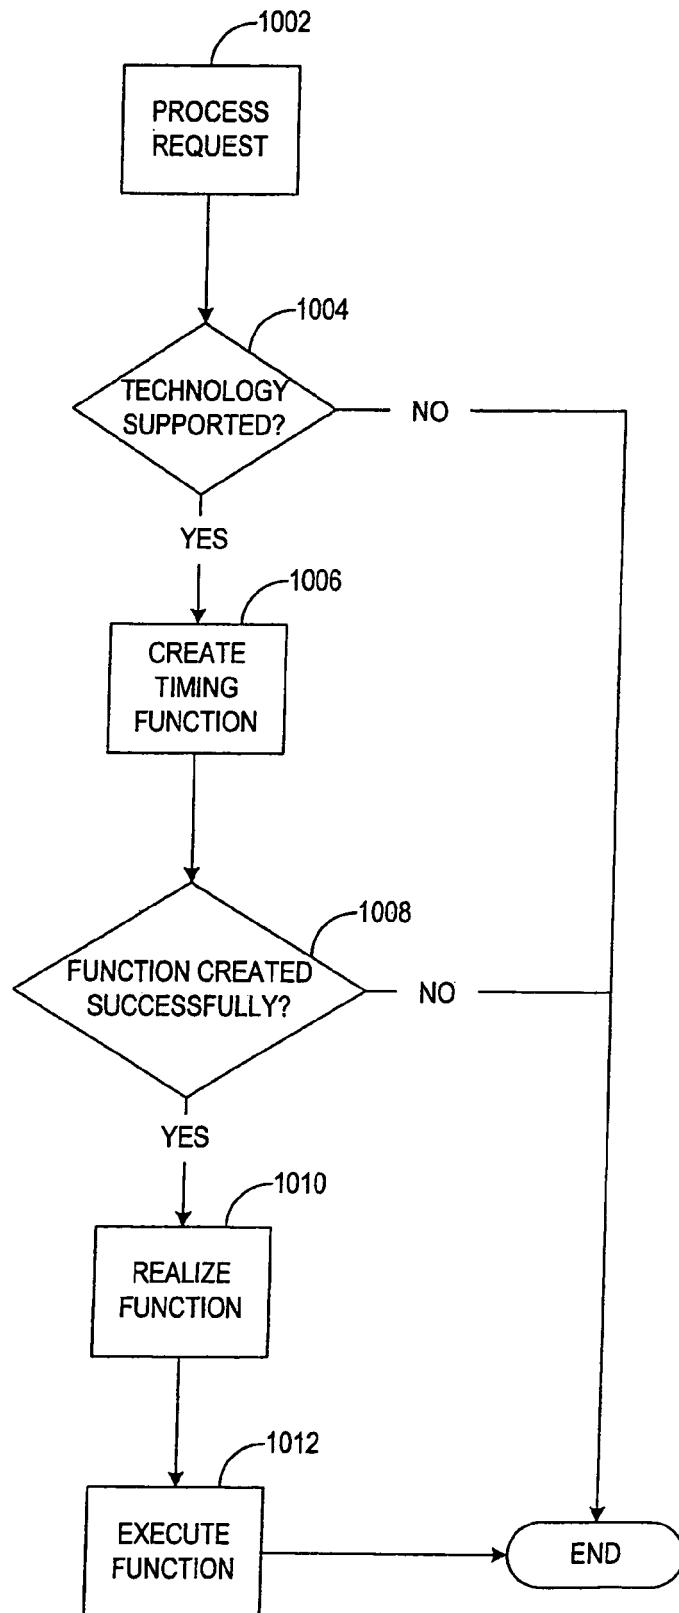 1002
PROCESS
REQUEST
1004
TECHNOLOGY
SUPPORTED?
NO
YES
1006
CREATE
TIMING
FUNCTION
1008
FUNCTION CREATED
SUCCESSFULLY?
NO
YES
1010
REALIZE
FUNCTION
1012
EXECUTE
FUNCTION
END